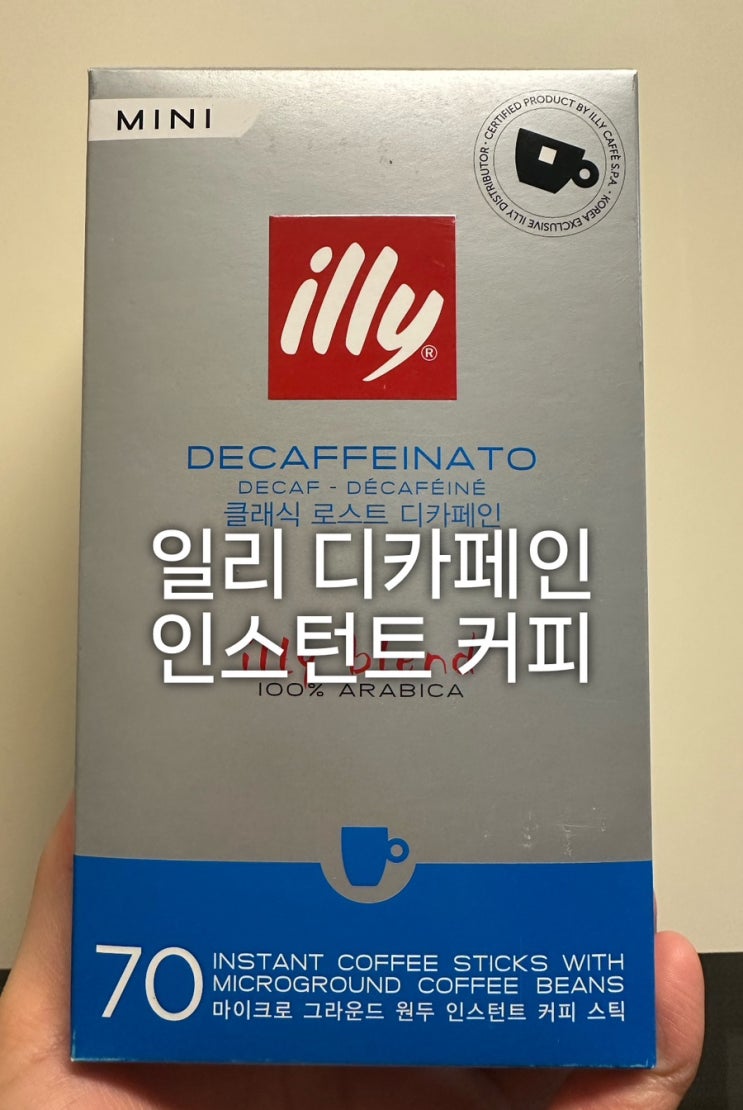 MINI
CERTIFIED PRODUCT BY ILLY CAFFÈ S.P.A. · KOREA EXCLUSIVE ILLY DISTRIBUTOR ·
illy®
DECAFFEINATO
DECAF - DÉCAFÉINÉ
클래식 로스트 디카페인
일리 디카페인
인스턴트 커피
illy blend
100% ARABICA
70
INSTANT COFFEE STICKS WITH
MICROGROUND COFFEE BEANS
마이크로 그라운드 원두 인스턴트 커피 스틱